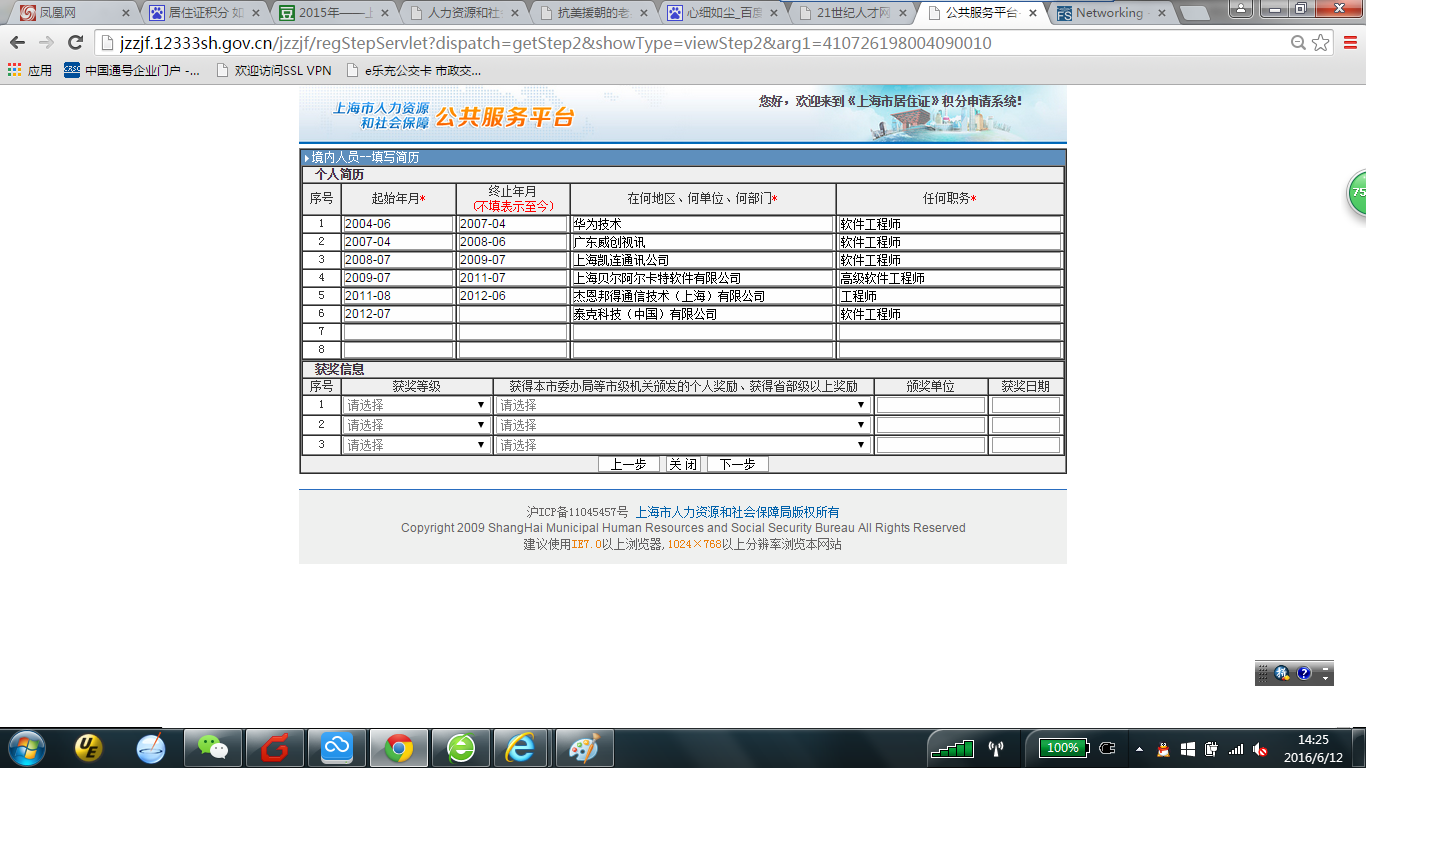 凤凰网
居住证积分 如
2015年——上
人力资源和社
抗美援朝的老
心细如尘_百度
21世纪人才网
公共服务平台-
Networking -
jzzjf.12333sh.gov.cn/jzzjf/regStepServlet?dispatch=getStep2&showType=viewStep2&arg1=410726198004090010
应用 中国通号企业门户 -... 欢迎访问SSL VPN e乐充公交卡 市政交...
上海市人力资源
和社会保障
公共服务平台
您好，欢迎来到《上海市居住证》积分申请系统！
境内人员--填写简历
个人简历
序号 起始年月* 终止年月
(不填表示至今) 在何地区、何单位、何部门* 任何职务*
1 2004-06 2007-04 华为技术 软件工程师
2 2007-04 2008-06 广东威创视讯 软件工程师
3 2008-07 2009-07 上海凯连通讯公司 软件工程师
4 2009-07 2011-07 上海贝尔阿尔卡特软件有限公司 高级软件工程师
5 2011-08 2012-06 杰恩邦得通信技术（上海）有限公司 工程师
6 2012-07 泰克科技（中国）有限公司 软件工程师
7
8
获奖信息
序号 获奖等级 获得本市委办局等市级机关颁发的个人奖励、获得省部级以上奖励 颁奖单位 获奖日期
1 请选择 请选择
2 请选择 请选择
3 请选择 请选择
上一步 关 闭 下一步
沪ICP备11045457号 上海市人力资源和社会保障局版权所有
Copyright 2009 ShangHai Municipal Human Resources and Social Security Bureau All Rights Reserved
建议使用IE7.0以上浏览器,1024×768以上分辨率浏览本网站
75
UE
100%
14:25
2016/6/12